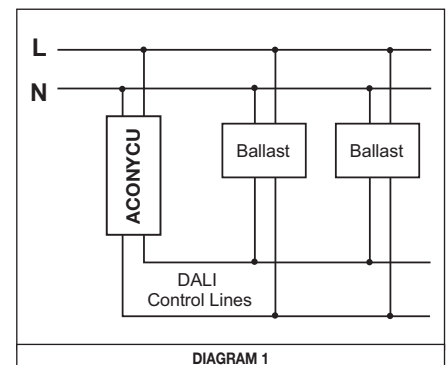 L
N
ACONYCU
Ballast
Ballast
DALI
Control Lines
DIAGRAM 1